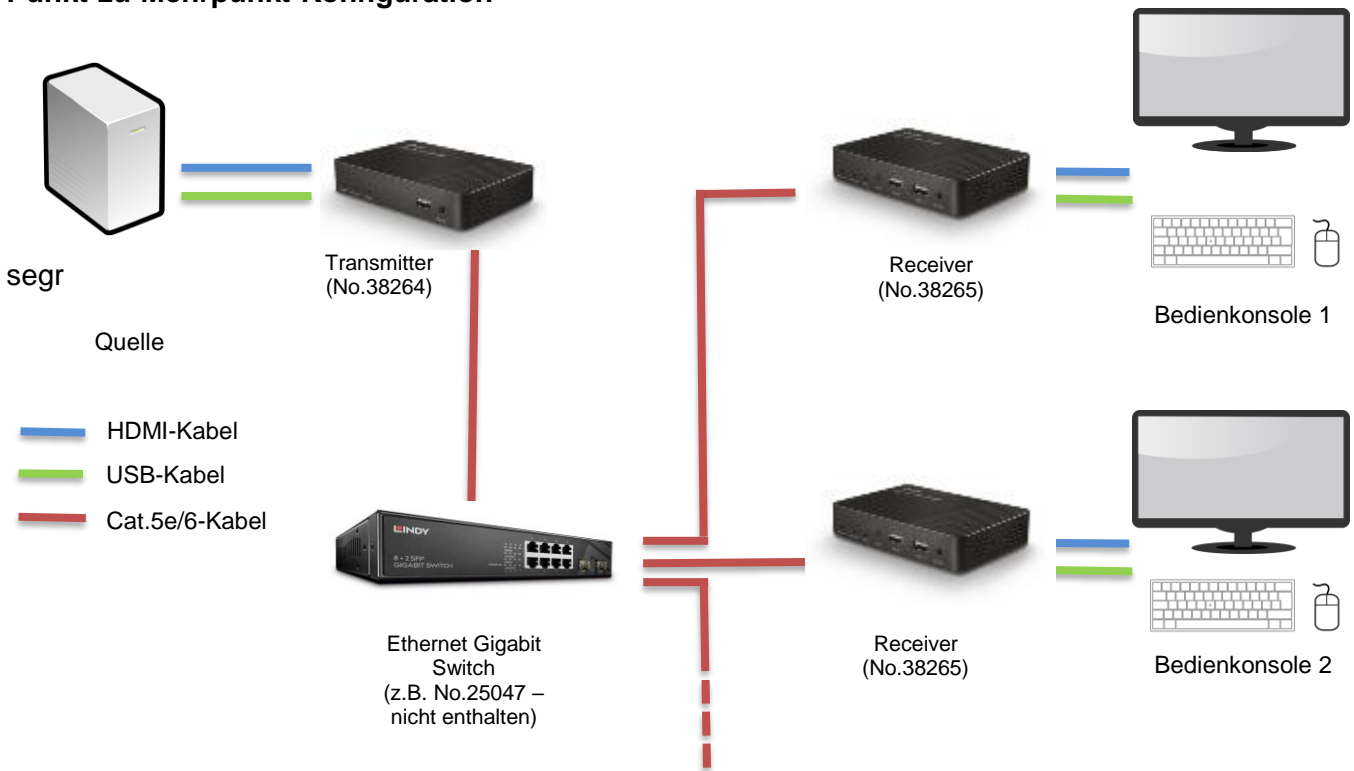 Punkt-zu-Mehrpunkt-Konfiguration
Transmitter
(No.38264)
Receiver
(No.38265)
segr
Bedienkonsole 1
Quelle
HDMI-Kabel
USB-Kabel
Cat.5e/6-Kabel
LINDY
8 + 2 SFP
GIGABIT SWITCH
Ethernet Gigabit
Switch
(z.B. No.25047 –
nicht enthalten)
Receiver
(No.38265)
Bedienkonsole 2